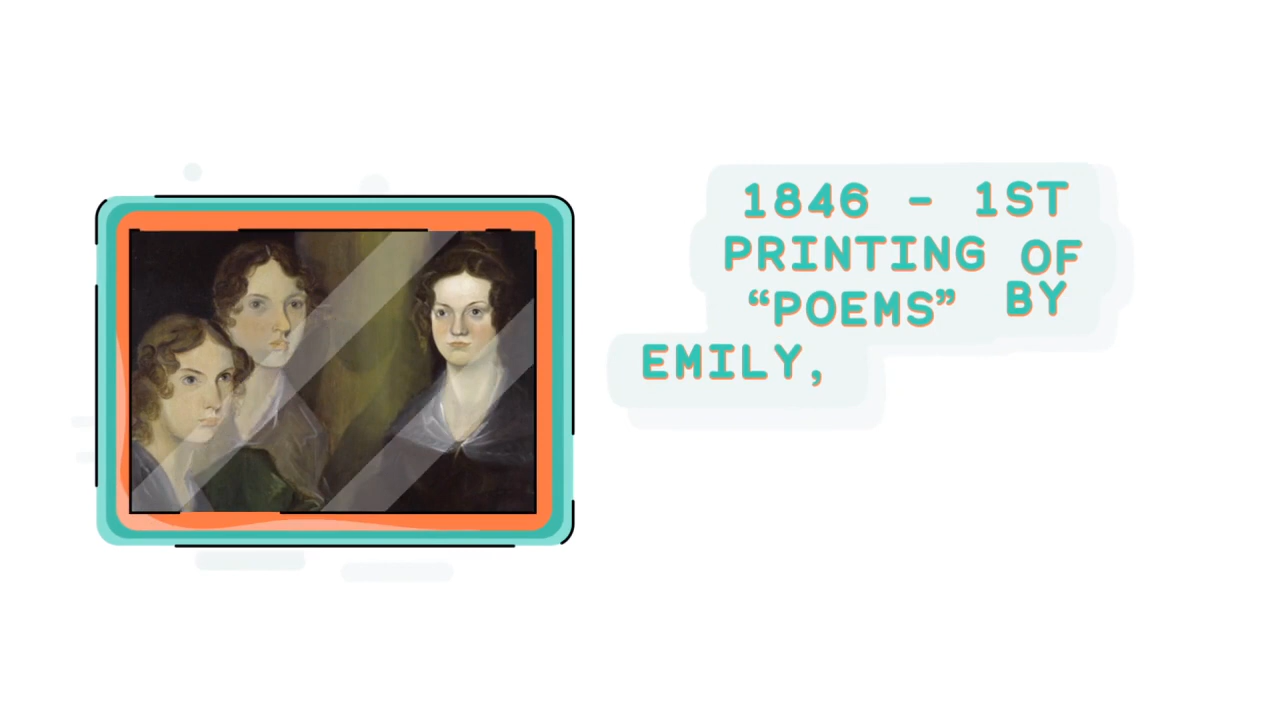 1846 - 1ST
PRINTING OF
“POEMS” BY
EMILY,